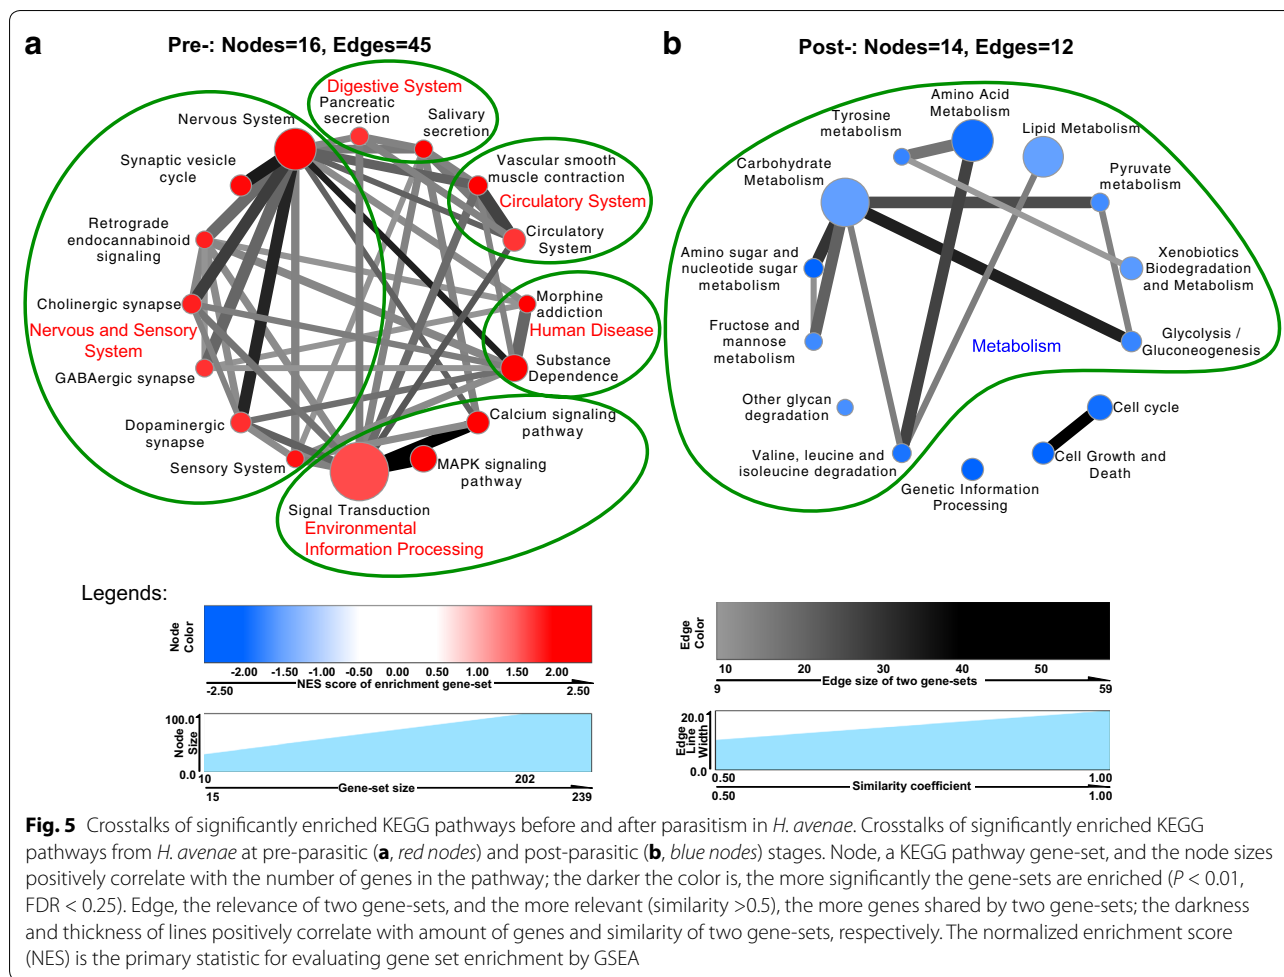 a
Pre-: Nodes=16, Edges=45
Digestive System
Pancreatic
secretion
Salivary
secretion
Nervous System
Vascular smooth
muscle contraction
Circulatory System
Circulatory
System
Synaptic vesicle
cycle
Retrograde
endocannabinoid
signaling
Cholinergic synapse
Nervous and Sensory
System
GABAergic synapse
Morphine
addiction
Human Disease
Substance
Dependence
Dopaminergic
synapse
Sensory System
Calcium signaling
pathway
MAPK signaling
pathway
Signal Transduction
Environmental
Information Processing
b
Post-: Nodes=14, Edges=12
Amino Acid
Metabolism
Tyrosine
metabolism
Lipid Metabolism
Carbohydrate
Metabolism
Pyruvate
metabolism
Amino sugar and
nucleotide sugar
metabolism
Xenobiotics
Biodegradation
and Metabolism
Fructose and
mannose
metabolism
Metabolism
Glycolysis /
Gluconeogenesis
Other glycan
degradation
Cell cycle
Valine, leucine and
isoleucine degradation
Cell Growth and
Death
Genetic Information
Processing
Legends:
Node
Color
-2.00 -1.50 -1.00 -0.50 0.00 0.50 1.00 1.50 2.00
-2.50 NES score of enrichment gene-set 2.50
Edge
Color
10 20 30 40 50
9 Edge size of two gene-sets 59
Node
Size
100.0
0.0
10 202
15 Gene-set size 239
Edge
Line
Width
20.0
0.0
0.50 1.00
0.50 Similarity coefficient 1.00
Fig. 5 Crosstalks of significantly enriched KEGG pathways before and after parasitism in H. avenae. Crosstalks of significantly enriched KEGG
pathways from H. avenae at pre-parasitic (a, red nodes) and post-parasitic (b, blue nodes) stages. Node, a KEGG pathway gene-set, and the node sizes
positively correlate with the number of genes in the pathway; the darker the color is, the more significantly the gene-sets are enriched (P < 0.01,
FDR < 0.25). Edge, the relevance of two gene-sets, and the more relevant (similarity >0.5), the more genes shared by two gene-sets; the darkness
and thickness of lines positively correlate with amount of genes and similarity of two gene-sets, respectively. The normalized enrichment score
(NES) is the primary statistic for evaluating gene set enrichment by GSEA